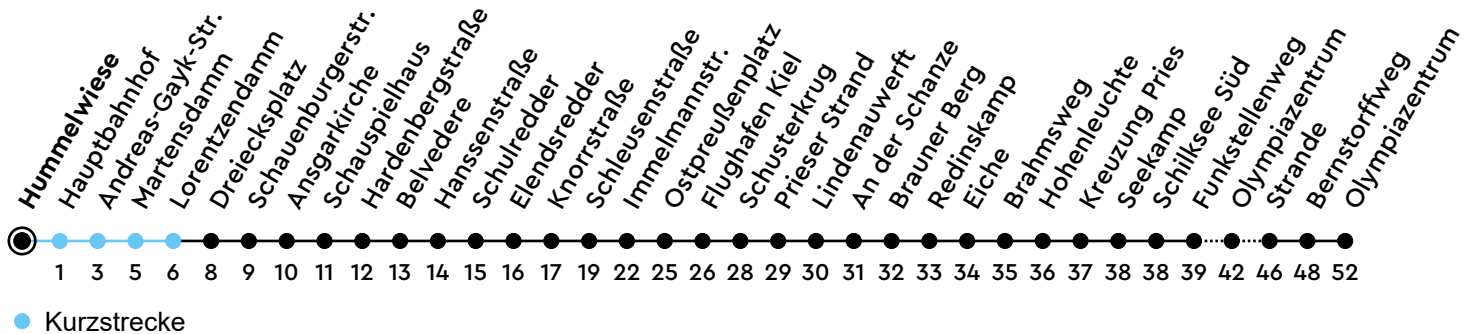 Hummelwiese
Hauptbahnhof
Andreas-Gayk-Str.
Martensdamm
Lorentzendamm
Dreiecksplatz
Schauenburgerstr.
Ansgarkirche
Schauspielhaus
Hardenbergstraße
Belvedere
Hanssenstraße
Schulredder
Elendsredder
Knorrstraße
Schleusenstraße
Immelmannstr.
Ostpreußenplatz
Flughafen Kiel
Schusterkrug
Prieser Strand
Lindenauwerft
An der Schanze
Brauner Berg
Redinskamp
Eiche
Brahmsweg
Hohenleuchte
Kreuzung Pries
Seekamp
Schilksee Süd
Funkstellenweg
Olympiazentrum
Strande
Bernstorffweg
Olympiazentrum
1 3 5 6 8 9 10 11 12 13 14 15 16 17 19 22 25 26 28 29 30 31 32 33 34 35 36 37 38 38 39 42 46 48 52
Kurzstrecke